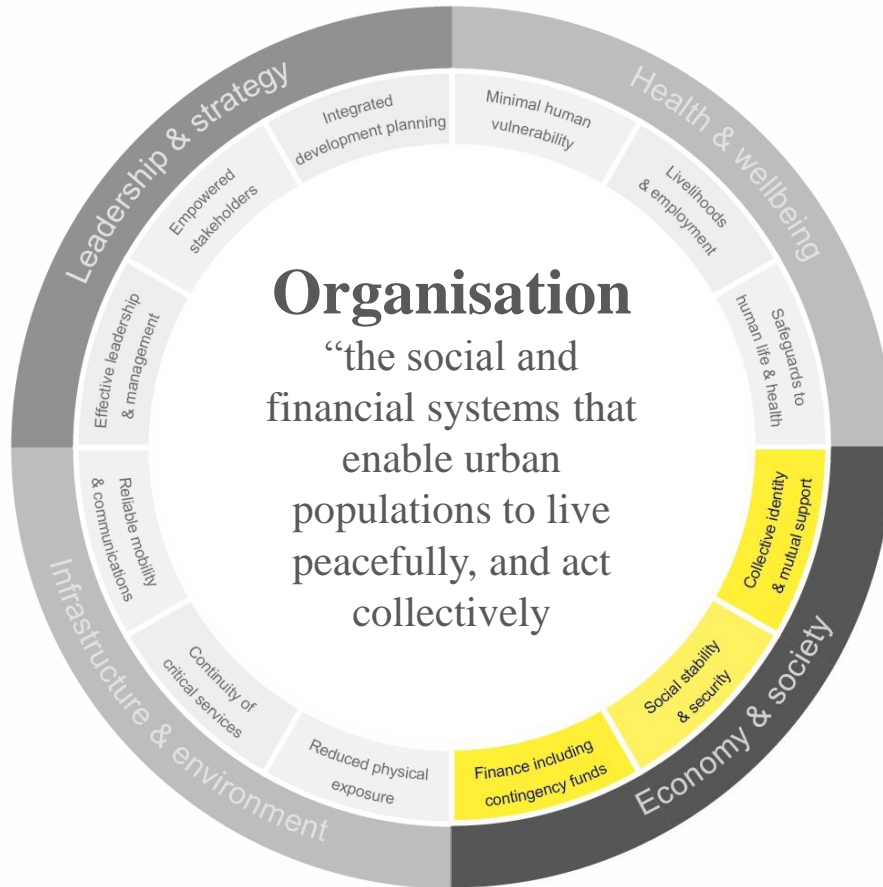 Leadership & strategy
Health & wellbeing
Integrated
development planning
Minimal human
vulnerability
Empowered
stakeholders
Livelihoods
& employment
Effective leadership
& management
Safeguards to
human life & health
Organisation
“the social and
financial systems that
enable urban
populations to live
peacefully, and act
collectively
Reliable mobility
& communications
Collective identity
& mutual support
Continuity of
critical services
Social stability
& security
Reduced physical
exposure
Finance including
contingency funds
Infrastructure & environment
Economy & society